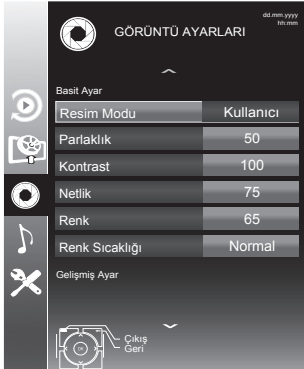 GÖRÜNTÜ AYARLARI
dd.mm.yyyy
hh:mm
Basit Ayar
Resim Modu Kullanıcı
Parlaklık 50
Kontrast 100
Netlik 75
Renk 65
Renk Sıcaklığı Normal
Gelişmiş Ayar
Çıkış
Geri
OK